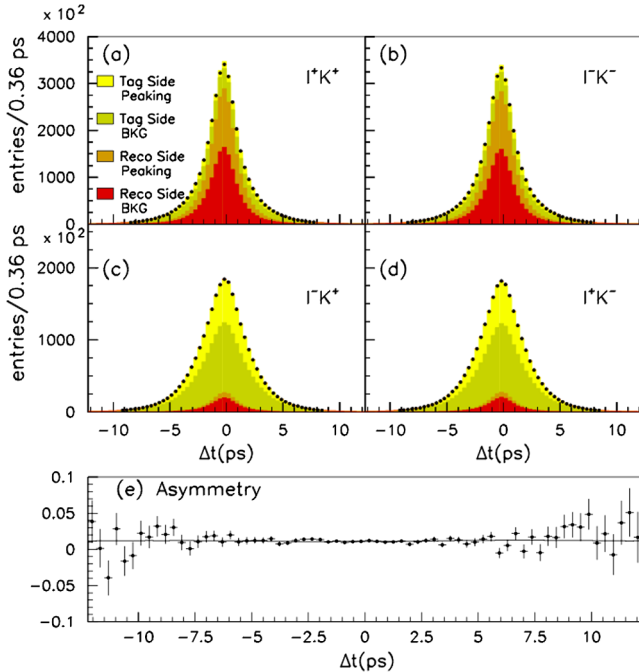 × 10²
entries/0.36 ps
4000
3000
2000
1000
0
(a)
l⁺K⁺
Tag Side
Peaking
Tag Side
BKG
Reco Side
Peaking
Reco Side
BKG
(b)
l⁻K⁻
× 10²
entries/0.36 ps
2000
1000
0
(c)
l⁻K⁺
(d)
l⁺K⁻
−10 −5 0 5 10
−10 −5 0 5 10
Δt(ps)
Δt(ps)
(e) Asymmetry
0.1
0.05
0
−0.05
−0.1
−10 −7.5 −5 −2.5 0 2.5 5 7.5 10
Δt(ps)